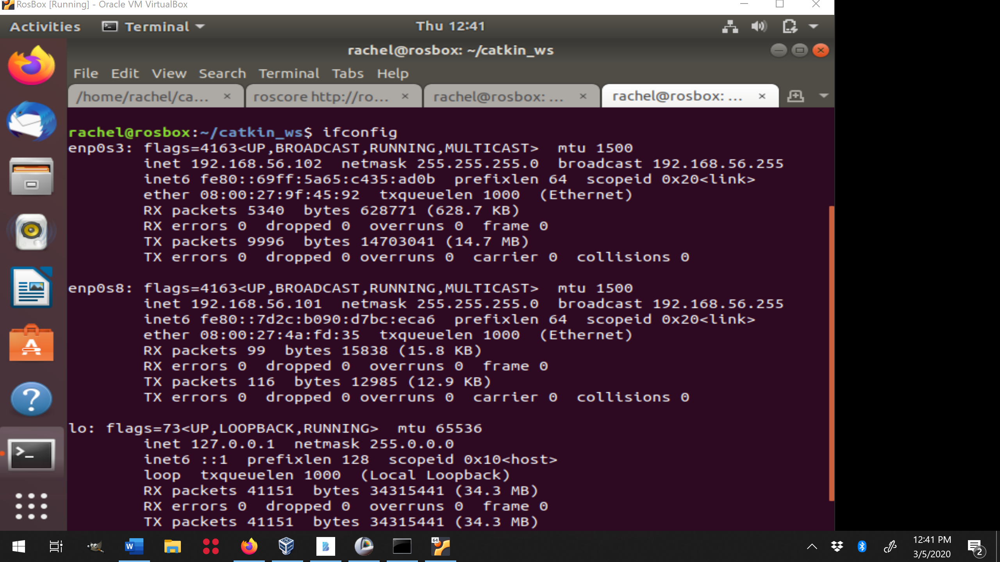 RosBox [Running] - Oracle VM VirtualBox
Activities Terminal Thu 12:41
rachel@rosbox: ~/catkin_ws
File Edit View Search Terminal Tabs Help
/home/rachel/ca... roscore http://ro... rachel@rosbox: ... rachel@rosbox: ...
rachel@rosbox:~/catkin_ws$ ifconfig
enp0s3: flags=4163<UP,BROADCAST,RUNNING,MULTICAST>  mtu 1500
        inet 192.168.56.102  netmask 255.255.255.0  broadcast 192.168.56.255
        inet6 fe80::69ff:5a65:c435:ad0b  prefixlen 64  scopeid 0x20<link>
        ether 08:00:27:9f:45:92  txqueuelen 1000  (Ethernet)
        RX packets 5340  bytes 628771 (628.7 KB)
        RX errors 0  dropped 0  overruns 0  frame 0
        TX packets 9996  bytes 14703041 (14.7 MB)
        TX errors 0  dropped 0 overruns 0  carrier 0  collisions 0
enp0s8: flags=4163<UP,BROADCAST,RUNNING,MULTICAST>  mtu 1500
        inet 192.168.56.101  netmask 255.255.255.0  broadcast 192.168.56.255
        inet6 fe80::7d2c:b090:d7bc:eca6  prefixlen 64  scopeid 0x20<link>
        ether 08:00:27:4a:fd:35  txqueuelen 1000  (Ethernet)
        RX packets 99  bytes 15838 (15.8 KB)
        RX errors 0  dropped 0  overruns 0  frame 0
        TX packets 116  bytes 12985 (12.9 KB)
        TX errors 0  dropped 0 overruns 0  carrier 0  collisions 0
lo: flags=73<UP,LOOPBACK,RUNNING>  mtu 65536
        inet 127.0.0.1  netmask 255.0.0.0
        inet6 ::1  prefixlen 128  scopeid 0x10<host>
        loop  txqueuelen 1000  (Local Loopback)
        RX packets 41151  bytes 34315441 (34.3 MB)
        RX errors 0  dropped 0  overruns 0  frame 0
        TX packets 41151  bytes 34315441 (34.3 MB)
W
B
64
12:41 PM
3/5/2020
2